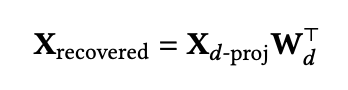 X_recovered = X_d-proj W_d^⊤